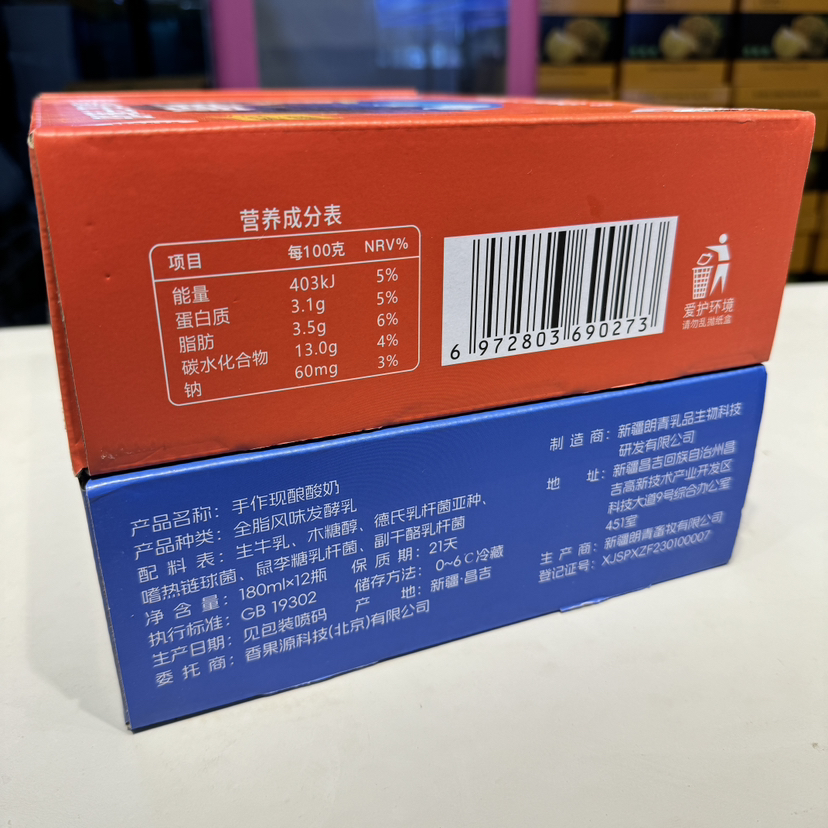 营养成分表
项目 每100克 NRV%
能量 403kJ 5%
蛋白质 3.1g 5%
脂肪 3.5g 6%
碳水化合物 13.0g 4%
钠 60mg 3%
6 972803 690273
爱护环境
请勿乱抛纸盒
产品名称：手作现酿酸奶
产品种类：全脂风味发酵乳
配料表：生牛乳、木糖醇、德氏乳杆菌亚种、
嗜热链球菌、鼠李糖乳杆菌、副干酪乳杆菌
净含量：180ml×12瓶 保质期：21天
执行标准：GB 19302 储存方法：0~6℃冷藏
生产日期：见包装喷码 产地：新疆·昌吉
委托商：香果源科技(北京)有限公司
制造商：新疆朗青乳品生物科技
研发有限公司
地址：新疆昌吉回族自治州昌
吉高新技术产业开发区
科技大道9号综合办公室
451室
生产商：新疆朗青畜牧有限公司
登记证号：XJSPXZF230100007